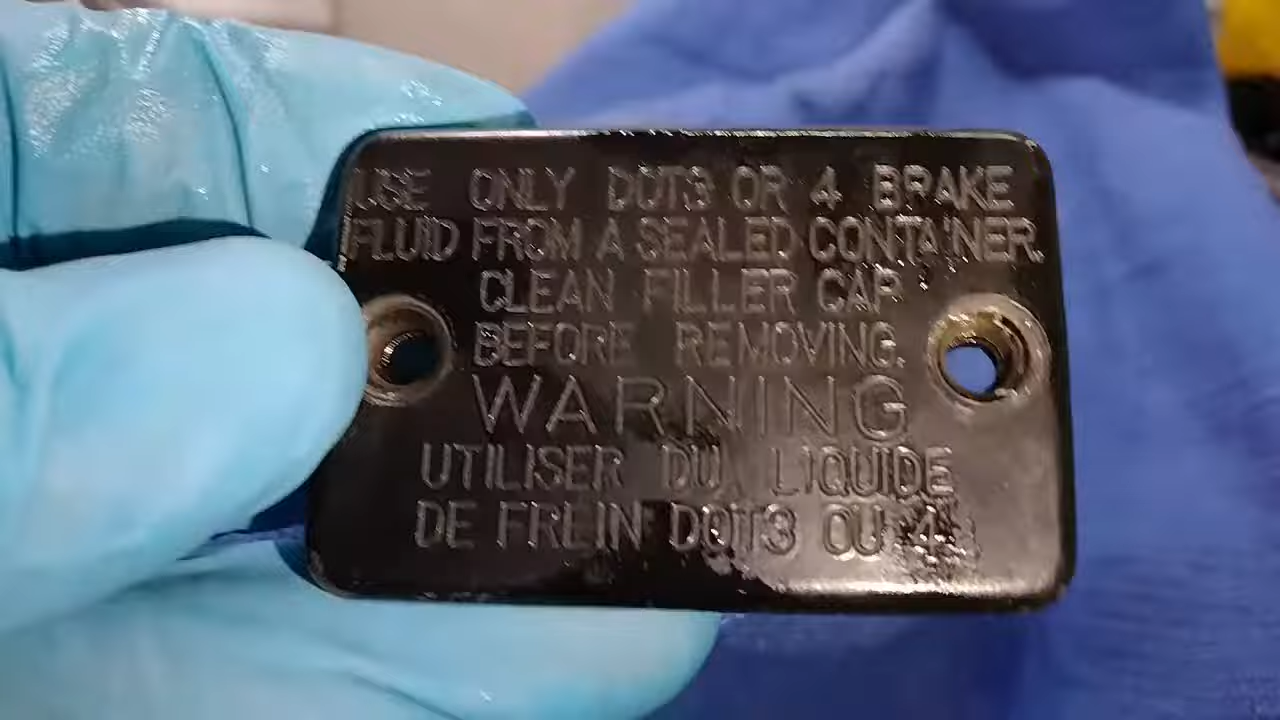 USE ONLY DOT3 OR 4 BRAKE
FLUID FROM A SEALED CONTAINER.
CLEAN FILLER CAP
BEFORE REMOVING.
WARNING
UTILISER DU LIQUIDE
DE FREIN DOT3 OU 4